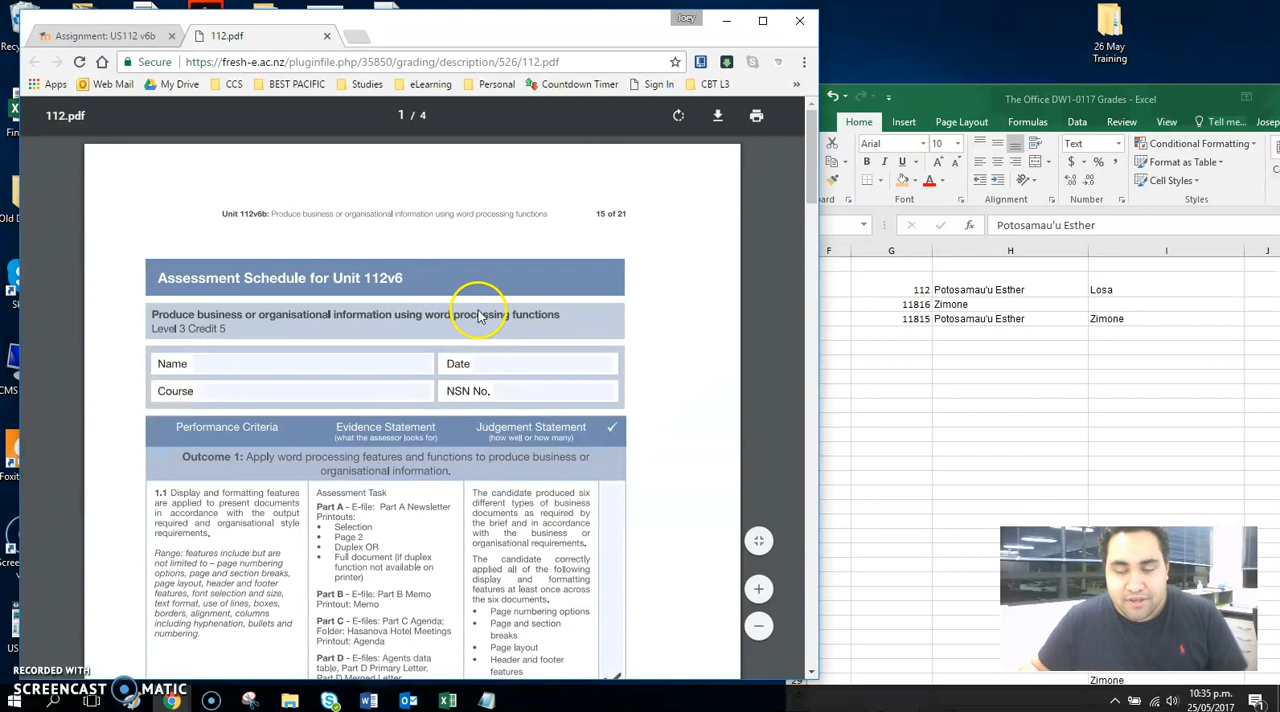 Joey
Assignment: US112 v6b
112.pdf
Secure https://fresh-e.ac.nz/pluginfile.php/35850/grading/description/526/112.pdf
Apps Web Mail My Drive CCS BEST PACIFIC Studies eLearning Personal Countdown Timer Sign In CBT L3 »
112.pdf 1 / 4
Unit 112v6b: Produce business or organisational information using word processing functions 15 of 21
Assessment Schedule for Unit 112v6
Produce business or organisational information using word processing functions
Level 3 Credit 5
Name Date
Course NSN No.
Performance Criteria
Evidence Statement
(what the assessor looks for)
Judgement Statement
(how well or how many)
✓
Outcome 1: Apply word processing features and functions to produce business or
organisational information.
1.1 Display and formatting features
are applied to present documents
in accordance with the output
required and organisational style
requirements.
Range: features include but are
not limited to – page numbering
options, page and section breaks,
page layout, header and footer
features, font selection and size,
text format, use of lines, boxes,
borders, alignment, columns
including hyphenation, bullets and
numbering.
Assessment Task
Part A - E-file: Part A Newsletter
Printouts:
• Selection
• Page 2
• Duplex OR
• Full document (if duplex
function not available on
printer)
Part B - E-file: Part B Memo
Printout: Memo
Part C - E-files: Part C Agenda;
Folder: Hasanova Hotel Meetings
Printout: Agenda
Part D - E-files: Agents data
table, Part D Primary Letter,
Part D Merged Letter,
The candidate produced six
different types of business
documents as required by
the brief and in accordance
with the business or
organisational requirements.
The candidate correctly
applied all of the following
display and formatting
features at least once across
the six documents.
• Page numbering options
• Page and section
breaks
• Page layout
• Header and footer
features
26 May
Training
The Office DW1-0117 Grades - Excel
Home Insert Page Layout Formulas Data Review View Tell me... Josep
Arial 10
B I U
Text
$ % ,
Conditional Formatting
Format as Table
Cell Styles
Font Alignment Number Styles
fx Potosamau'u Esther
F G H I J
112 Potosamau'u Esther Losa
11816 Zimone
11815 Potosamau'u Esther Zimone
29 Zimone
RECORDED WITH
SCREENCAST MATIC
10:35 p.m.
25/05/2017